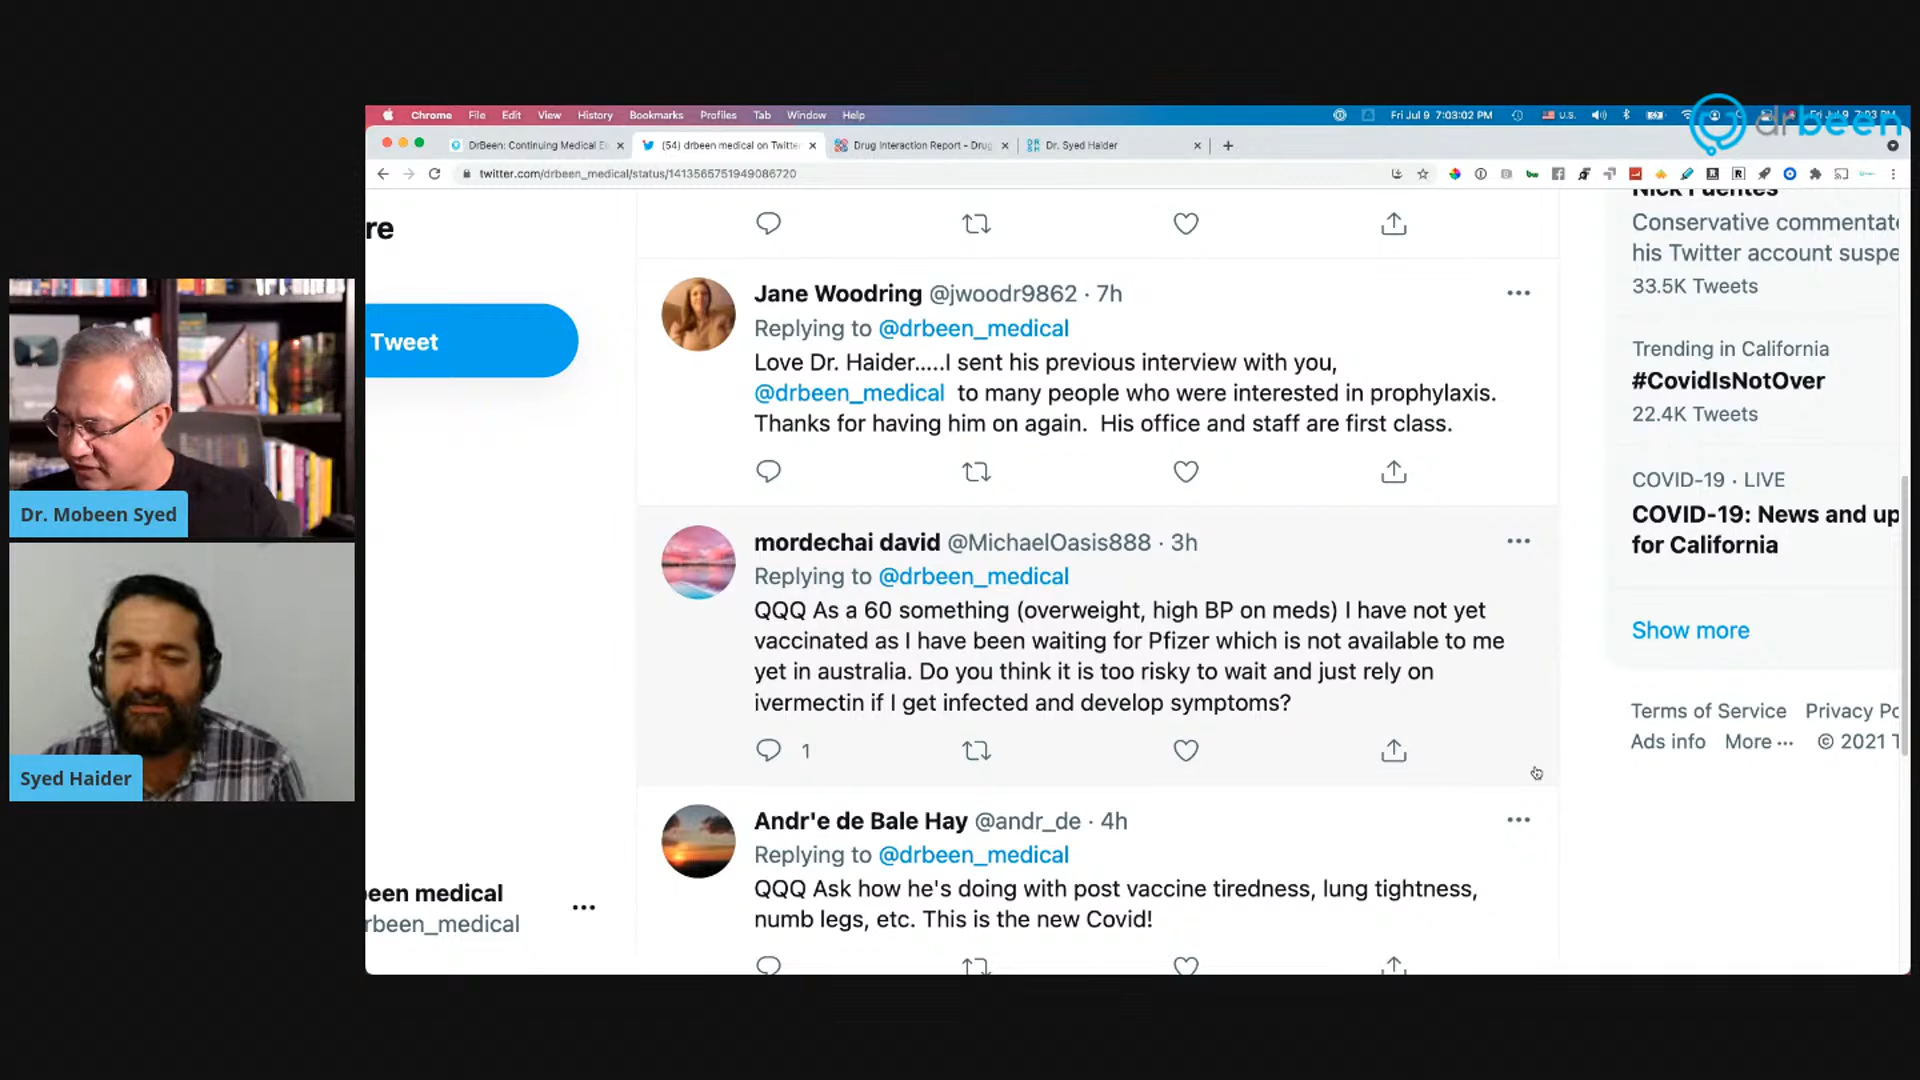 Chrome File Edit View History Bookmarks Profiles Tab Window Help
Fri Jul 9 7:03:02 PM U.S.
drbeen
DrBeen: Continuing Medical E
(54) drbeen medical on Twitte
Drug Interaction Report - Drug
Dr. Syed Haider
twitter.com/drbeen_medical/status/1413565751949086720
re
Tweet
een medical
rbeen_medical
Jane Woodring @jwoodr9862 · 7h
Replying to @drbeen_medical
Love Dr. Haider.....I sent his previous interview with you,
@drbeen_medical to many people who were interested in prophylaxis.
Thanks for having him on again. His office and staff are first class.
mordechai david @MichaelOasis888 · 3h
Replying to @drbeen_medical
QQQ As a 60 something (overweight, high BP on meds) I have not yet
vaccinated as I have been waiting for Pfizer which is not available to me
yet in australia. Do you think it is too risky to wait and just rely on
ivermectin if I get infected and develop symptoms?
1
Andr'e de Bale Hay @andr_de · 4h
Replying to @drbeen_medical
QQQ Ask how he's doing with post vaccine tiredness, lung tightness,
numb legs, etc. This is the new Covid!
Nick Fuentes
Conservative commentat
his Twitter account suspe
33.5K Tweets
Trending in California
#CovidIsNotOver
22.4K Tweets
COVID-19 · LIVE
COVID-19: News and up
for California
Show more
Terms of Service Privacy Po
Ads info More ··· © 2021 T
Dr. Mobeen Syed
Syed Haider